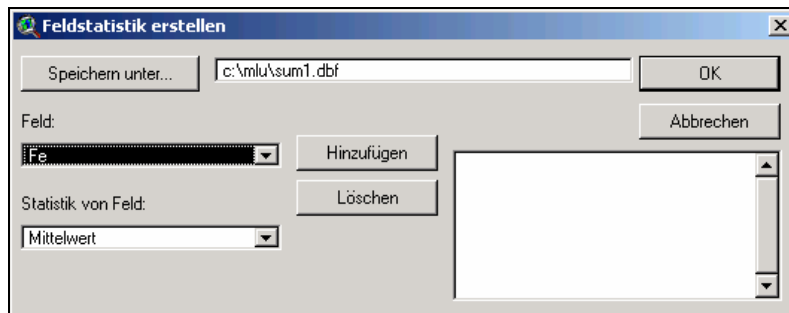 Feldstatistik erstellen
Speichern unter...
c:\mlu\sum1.dbf
OK
Feld:
Abbrechen
Fe
Hinzufügen
Löschen
Statistik von Feld:
Mittelwert